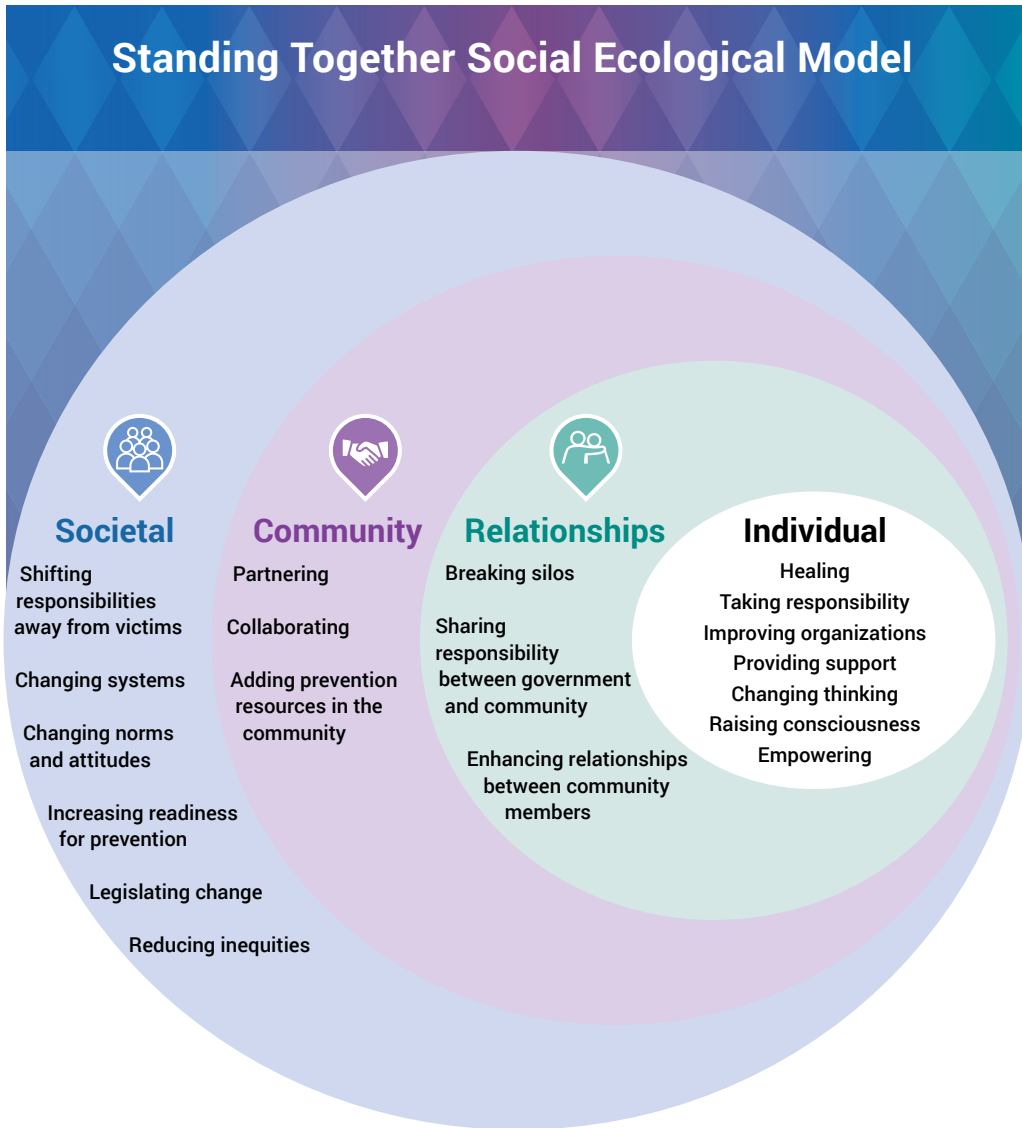 Standing Together Social Ecological Model
Societal
Shifting
responsibilities
away from victims
Changing systems
Changing norms
and attitudes
Increasing readiness
for prevention
Legislating change
Reducing inequities
Community
Partnering
Collaborating
Adding prevention
resources in the
community
Relationships
Breaking silos
Sharing
responsibility
between government
and community
Enhancing relationships
between community
members
Individual
Healing
Taking responsibility
Improving organizations
Providing support
Changing thinking
Raising consciousness
Empowering